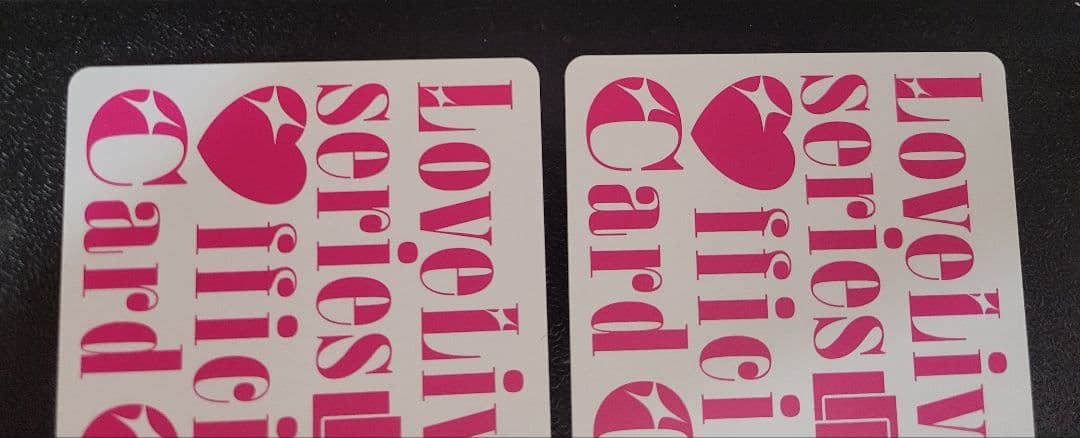 LoveLiv
series
♥ffici
Card
LoveLiv
series
♥ffici
Card